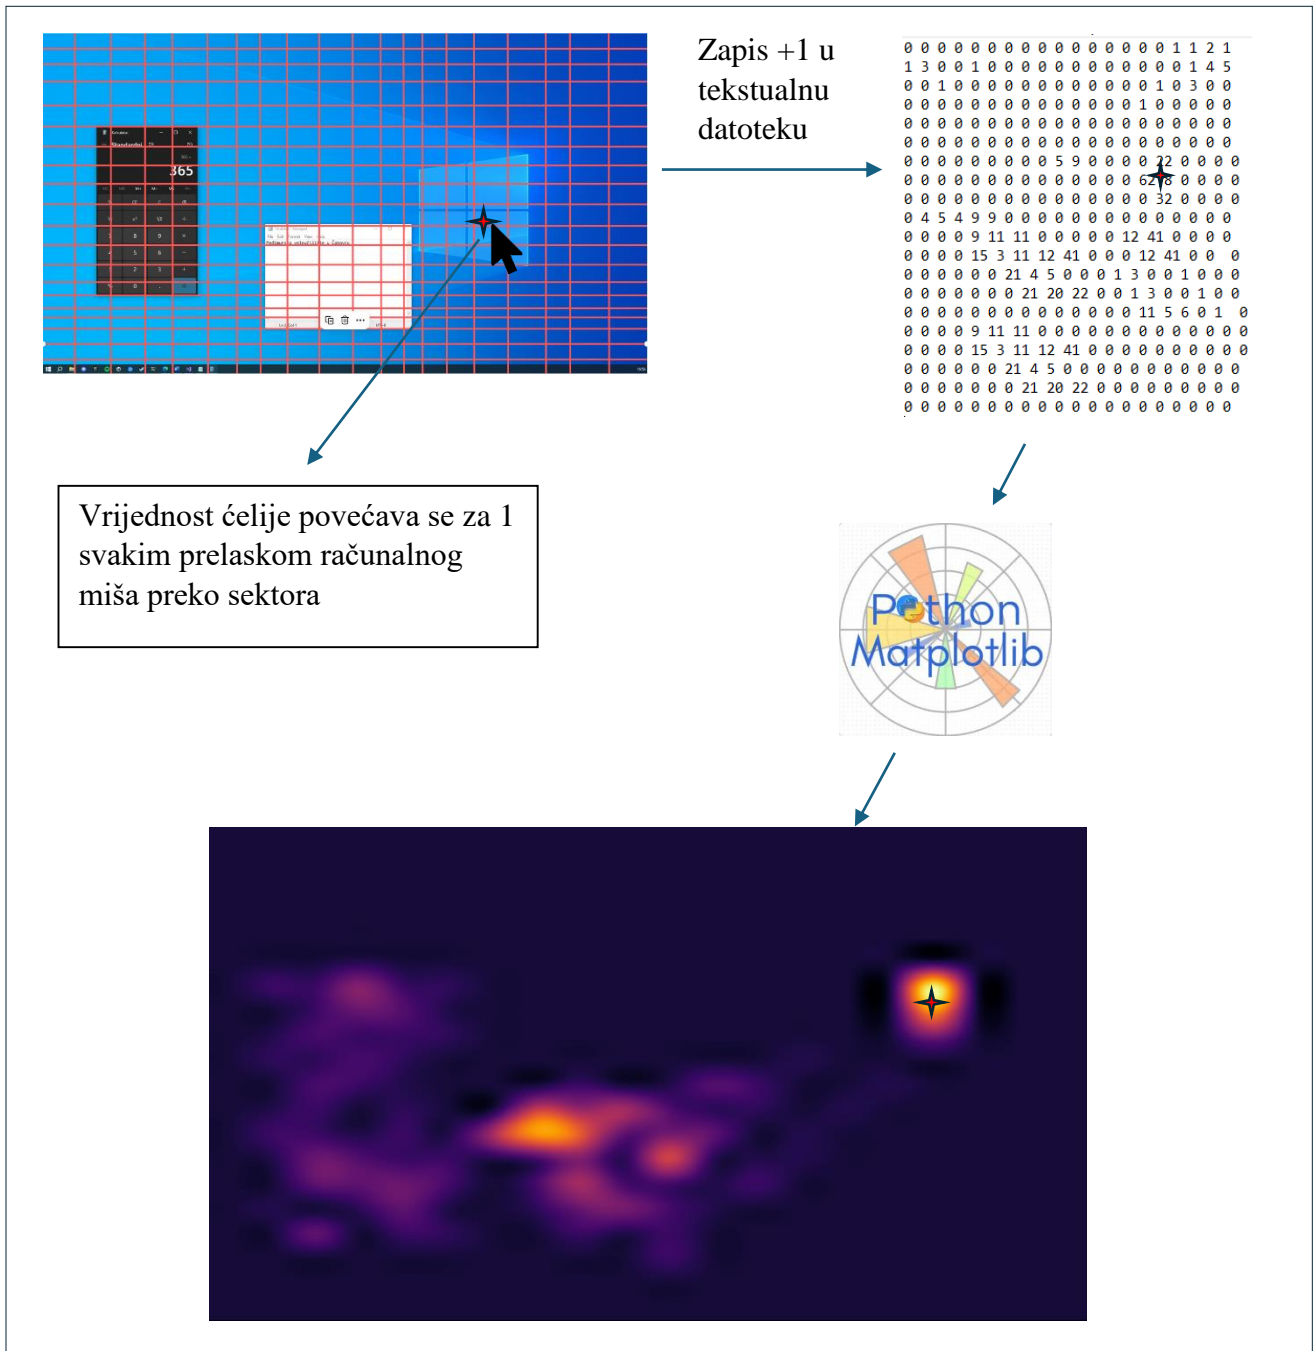 Zapis +1 u
tekstualnu
datoteku
365
0 0 0 0 0 0 0 0 0 0 0 0 0 0 0 0 1 1 2 1
1 3 0 0 1 0 0 0 0 0 0 0 0 0 0 0 0 1 4 5
0 0 1 0 0 0 0 0 0 0 0 0 0 0 0 1 0 3 0 0
0 0 0 0 0 0 0 0 0 0 0 0 0 0 1 0 0 0 0 0
0 0 0 0 0 0 0 0 0 0 0 0 0 0 0 0 0 0 0 0
0 0 0 0 0 0 0 0 0 0 0 0 0 0 0 0 0 0 0 0
0 0 0 0 0 0 0 0 0 5 9 0 0 0 0 22 0 0 0 0
0 0 0 0 0 0 0 0 0 0 0 0 0 0 0 0 0 0
0 0 0 0 0 0 0 0 0 0 0 0 0 0 0 32 0 0 0 0
0 4 5 4 9 9 0 0 0 0 0 0 0 0 0 0 0 0 0 0
0 0 0 0 9 11 11 0 0 0 0 0 12 41 0 0 0 0
0 0 0 0 15 3 11 12 41 0 0 0 12 41 0 0 0
0 0 0 0 0 0 21 4 5 0 0 0 1 3 0 0 1 0 0 0
0 0 0 0 0 0 0 21 20 22 0 0 1 3 0 0 1 0 0
0 0 0 0 0 0 0 0 0 0 0 0 0 0 11 5 6 0 1 0
0 0 0 0 9 11 11 0 0 0 0 0 0 0 0 0 0 0 0 0
0 0 0 0 15 3 11 12 41 0 0 0 0 0 0 0 0 0 0
0 0 0 0 0 0 21 4 5 0 0 0 0 0 0 0 0 0 0 0
0 0 0 0 0 0 0 21 20 22 0 0 0 0 0 0 0 0 0
0 0 0 0 0 0 0 0 0 0 0 0 0 0 0 0 0 0 0 0
Vrijednost ćelije povećava se za 1
svakim prelaskom računalnog
miša preko sektora
Python
Matplotlib